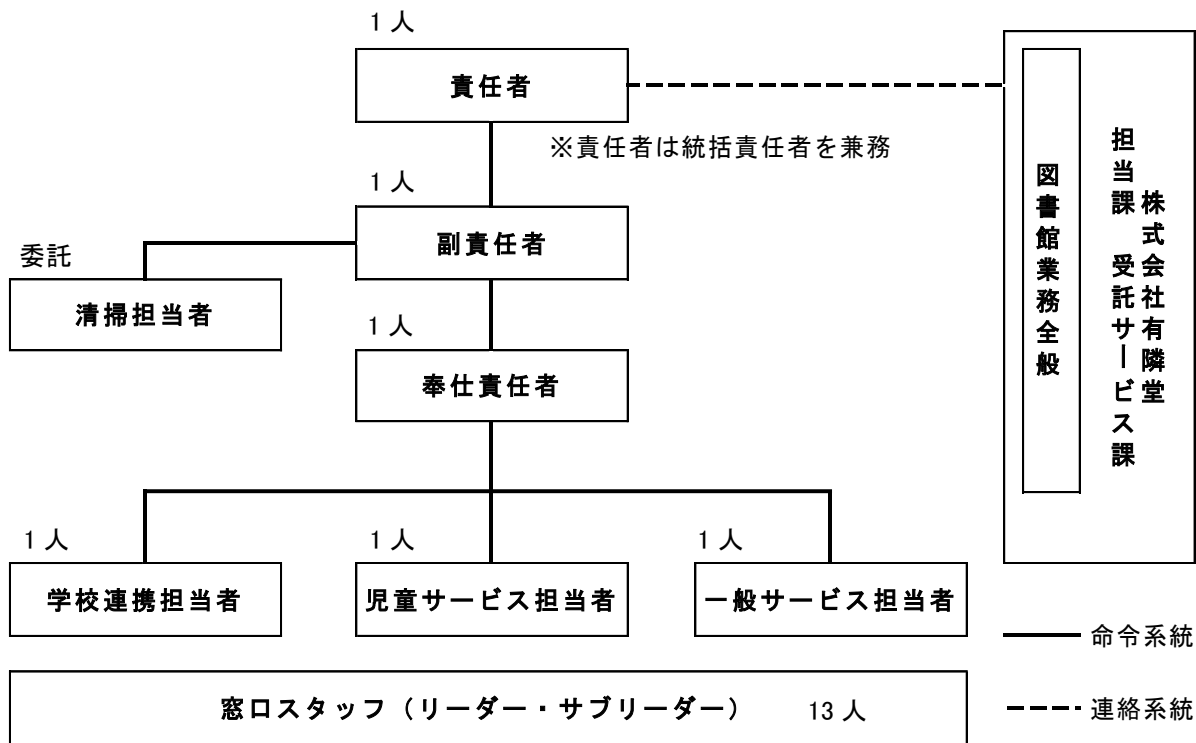 1人
責任者
※責任者は統括責任者を兼務
1人
副責任者
委託
清掃担当者
1人
奉仕責任者
1人
学校連携担当者
1人
児童サービス担当者
1人
一般サービス担当者
窓口スタッフ（リーダー・サブリーダー） 13人
株式会社有隣堂
担当課 受託サービス課
図書館業務全般
命令系統
連絡系統